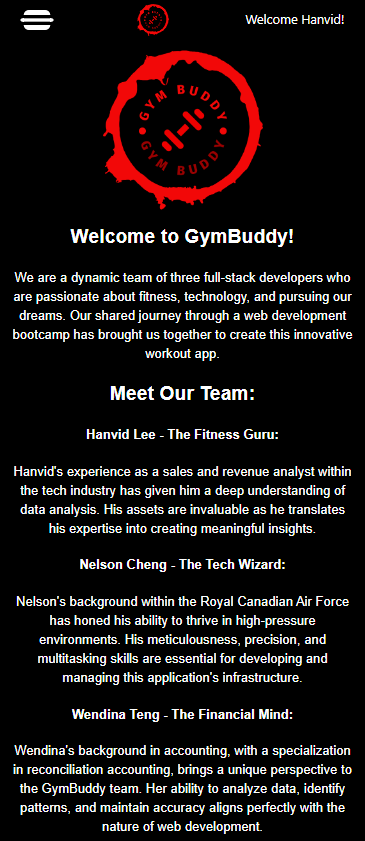 Welcome Hanvid!
GYM BUDDY
GYM BUDDY
Welcome to GymBuddy!
We are a dynamic team of three full-stack developers who
are passionate about fitness, technology, and pursuing our
dreams. Our shared journey through a web development
bootcamp has brought us together to create this innovative
workout app.
Meet Our Team:
Hanvid Lee - The Fitness Guru:
Hanvid's experience as a sales and revenue analyst within
the tech industry has given him a deep understanding of
data analysis. His assets are invaluable as he translates
his expertise into creating meaningful insights.
Nelson Cheng - The Tech Wizard:
Nelson's background within the Royal Canadian Air Force
has honed his ability to thrive in high-pressure
environments. His meticulousness, precision, and
multitasking skills are essential for developing and
managing this application's infrastructure.
Wendina Teng - The Financial Mind:
Wendina's background in accounting, with a specialization
in reconciliation accounting, brings a unique perspective to
the GymBuddy team. Her ability to analyze data, identify
patterns, and maintain accuracy aligns perfectly with the
nature of web development.